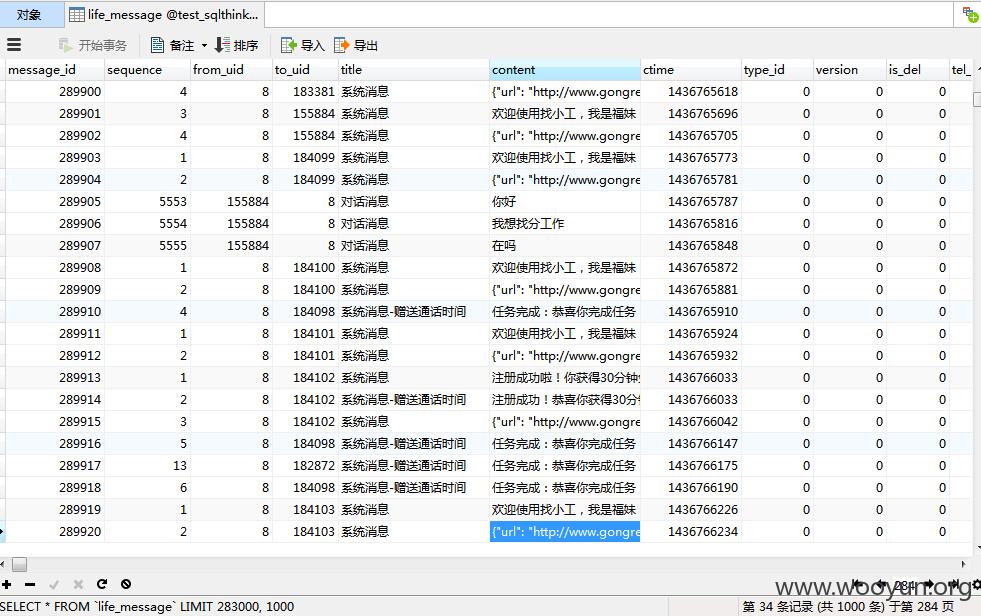 对象 life_message @test_sqlthink...
开始事务 备注 排序 导入 导出
message_id sequence from_uid to_uid title content ctime type_id version is_del tel_
289900 4 8 183381 系统消息 {"url": "http://www.gongre 1436765618 0 0 0
289901 3 8 155884 系统消息 欢迎使用找小工，我是福妹 1436765696 0 0 0
289902 4 8 155884 系统消息 {"url": "http://www.gongre 1436765705 0 0 0
289903 1 8 184099 系统消息 欢迎使用找小工，我是福妹 1436765773 0 0 0
289904 2 8 184099 系统消息 {"url": "http://www.gongre 1436765781 0 0 0
289905 5553 155884 8 对话消息 你好 1436765787 0 0 0
289906 5554 155884 8 对话消息 我想找分工作 1436765816 0 0 0
289907 5555 155884 8 对话消息 在吗 1436765848 0 0 0
289908 1 8 184100 系统消息 欢迎使用找小工，我是福妹 1436765872 0 0 0
289909 2 8 184100 系统消息 {"url": "http://www.gongre 1436765881 0 0 0
289910 4 8 184098 系统消息-赠送通话时间 任务完成：恭喜你完成任务 1436765910 0 0 0
289911 1 8 184101 系统消息 欢迎使用找小工，我是福妹 1436765924 0 0 0
289912 2 8 184101 系统消息 {"url": "http://www.gongre 1436765932 0 0 0
289913 1 8 184102 系统消息 注册成功啦！你获得30分钟 1436766033 0 0 0
289914 2 8 184102 系统消息-赠送通话时间 注册成功！恭喜你获得30分 1436766033 0 0 0
289915 3 8 184102 系统消息 {"url": "http://www.gongre 1436766042 0 0 0
289916 5 8 184098 系统消息-赠送通话时间 任务完成：恭喜你完成任务 1436766147 0 0 0
289917 13 8 182872 系统消息-赠送通话时间 任务完成：恭喜你完成任务 1436766175 0 0 0
289918 6 8 184098 系统消息-赠送通话时间 任务完成：恭喜你完成任务 1436766190 0 0 0
289919 1 8 184103 系统消息 欢迎使用找小工，我是福妹 1436766226 0 0 0
289920 2 8 184103 系统消息 {"url": "http://www.gongre 1436766234 0 0 0
284
www.wooyun.org
SELECT * FROM `life_message` LIMIT 283000, 1000 第 34 条记录 (共 1000 条) 于第 284 页